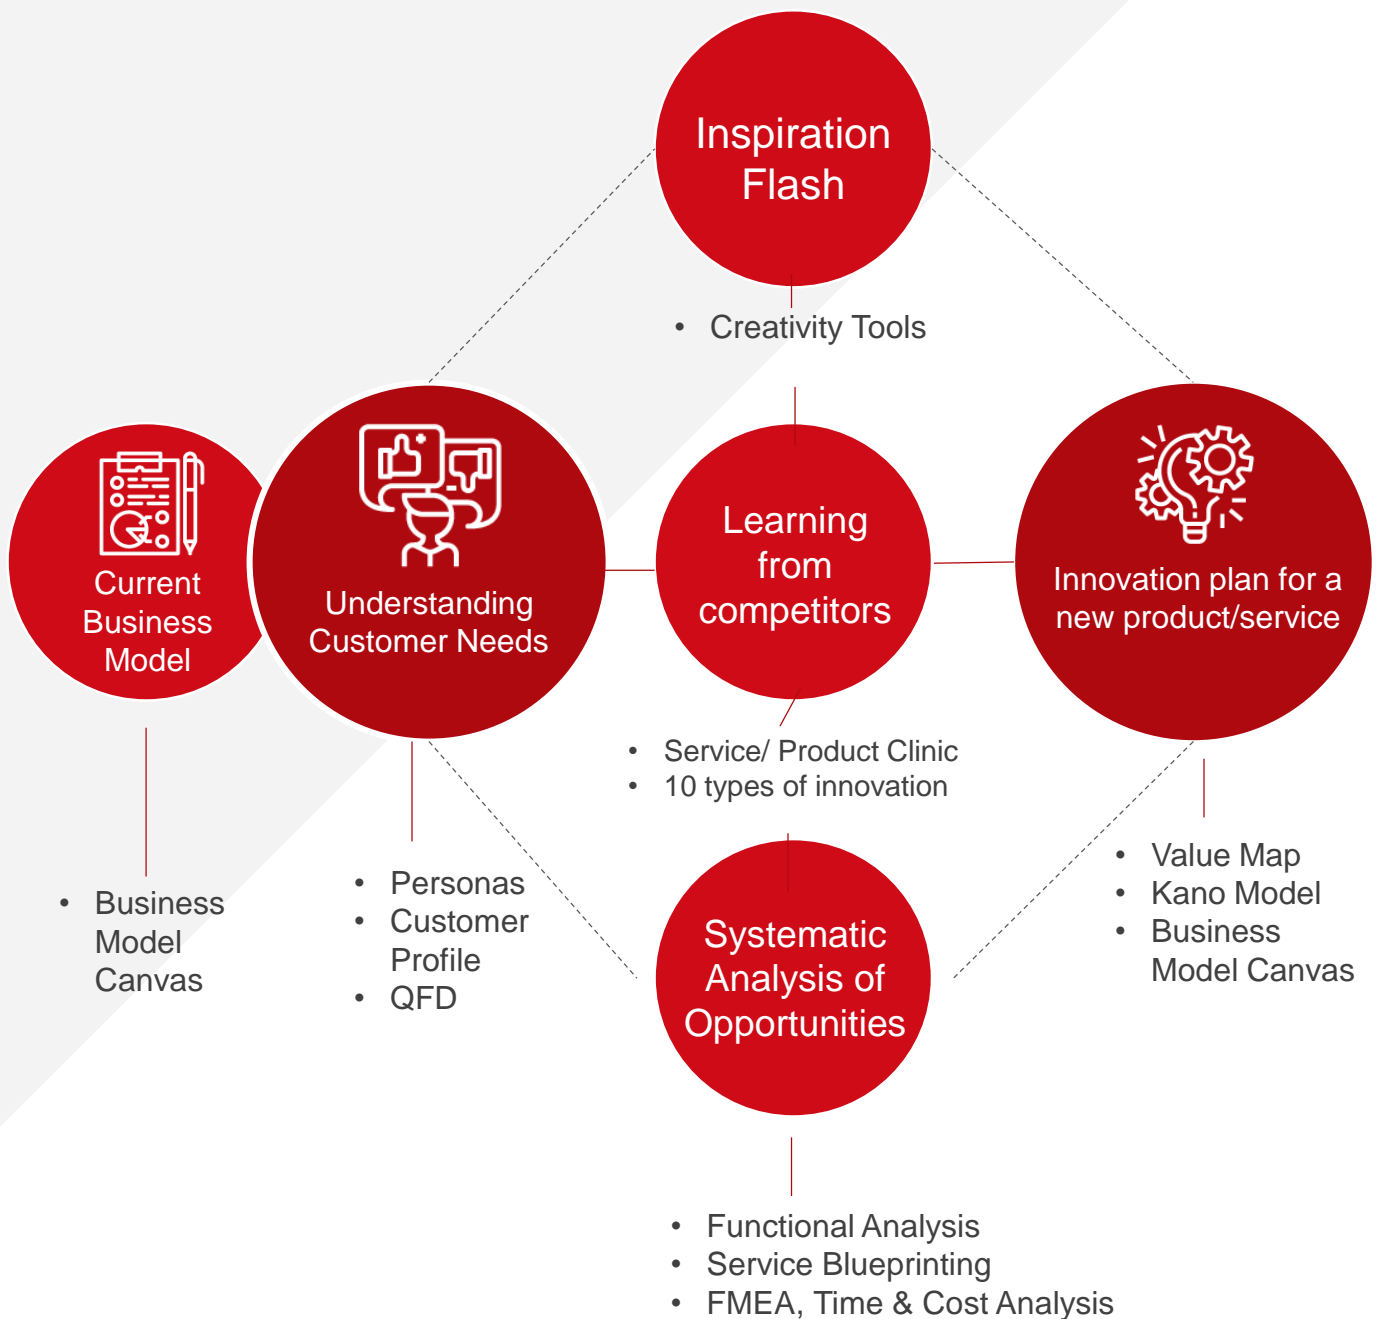 Inspiration
Flash
• Creativity Tools
Current
Business
Model
Understanding
Customer Needs
Learning
from
competitors
Innovation plan for a
new product/service
• Business
Model
Canvas
• Personas
• Customer
Profile
• QFD
• Service/ Product Clinic
• 10 types of innovation
Systematic
Analysis of
Opportunities
• Value Map
• Kano Model
• Business
Model Canvas
• Functional Analysis
• Service Blueprinting
• FMEA, Time & Cost Analysis